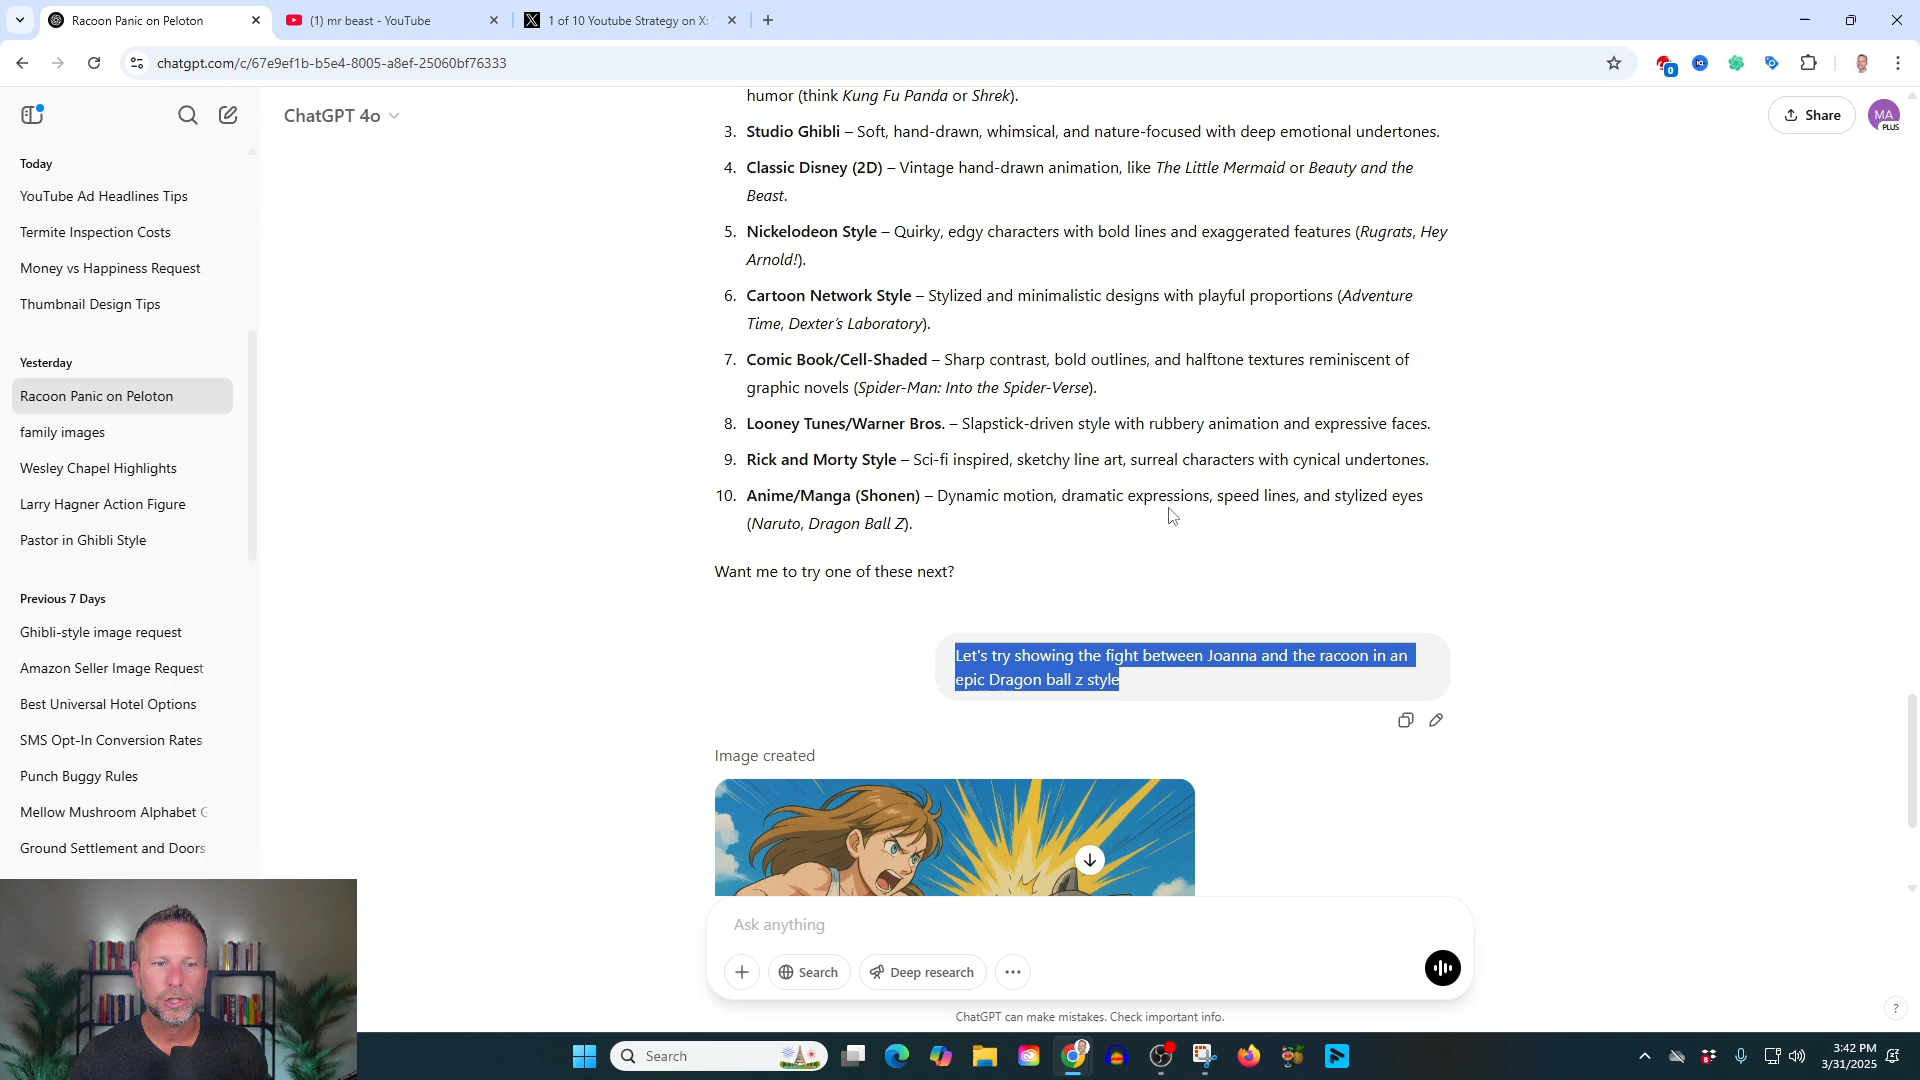 Racoon Panic on Peloton
(1) mr beast - YouTube
1 of 10 Youtube Strategy on X:
chatgpt.com/c/67e9ef1b-b5e4-8005-a8ef-25060bf76333
0
ChatGPT 4o
Share
MA
PLUS
Today
YouTube Ad Headlines Tips
Termite Inspection Costs
Money vs Happiness Request
Thumbnail Design Tips
Yesterday
Racoon Panic on Peloton
family images
Wesley Chapel Highlights
Larry Hagner Action Figure
Pastor in Ghibli Style
Previous 7 Days
Ghibli-style image request
Amazon Seller Image Request
Best Universal Hotel Options
SMS Opt-In Conversion Rates
Punch Buggy Rules
Mellow Mushroom Alphabet G
Ground Settlement and Doors
humor (think Kung Fu Panda or Shrek).
3. Studio Ghibli – Soft, hand-drawn, whimsical, and nature-focused with deep emotional undertones.
4. Classic Disney (2D) – Vintage hand-drawn animation, like The Little Mermaid or Beauty and the
Beast.
5. Nickelodeon Style – Quirky, edgy characters with bold lines and exaggerated features (Rugrats, Hey
Arnold!).
6. Cartoon Network Style – Stylized and minimalistic designs with playful proportions (Adventure
Time, Dexter's Laboratory).
7. Comic Book/Cell-Shaded – Sharp contrast, bold outlines, and halftone textures reminiscent of
graphic novels (Spider-Man: Into the Spider-Verse).
8. Looney Tunes/Warner Bros. – Slapstick-driven style with rubbery animation and expressive faces.
9. Rick and Morty Style – Sci-fi inspired, sketchy line art, surreal characters with cynical undertones.
10. Anime/Manga (Shonen) – Dynamic motion, dramatic expressions, speed lines, and stylized eyes
(Naruto, Dragon Ball Z).
Want me to try one of these next?
Let's try showing the fight between Joanna and the racoon in an
epic Dragon ball z style
Image created
Ask anything
Search
Deep research
ChatGPT can make mistakes. Check important info.
?
Search
3:42 PM
3/31/2025